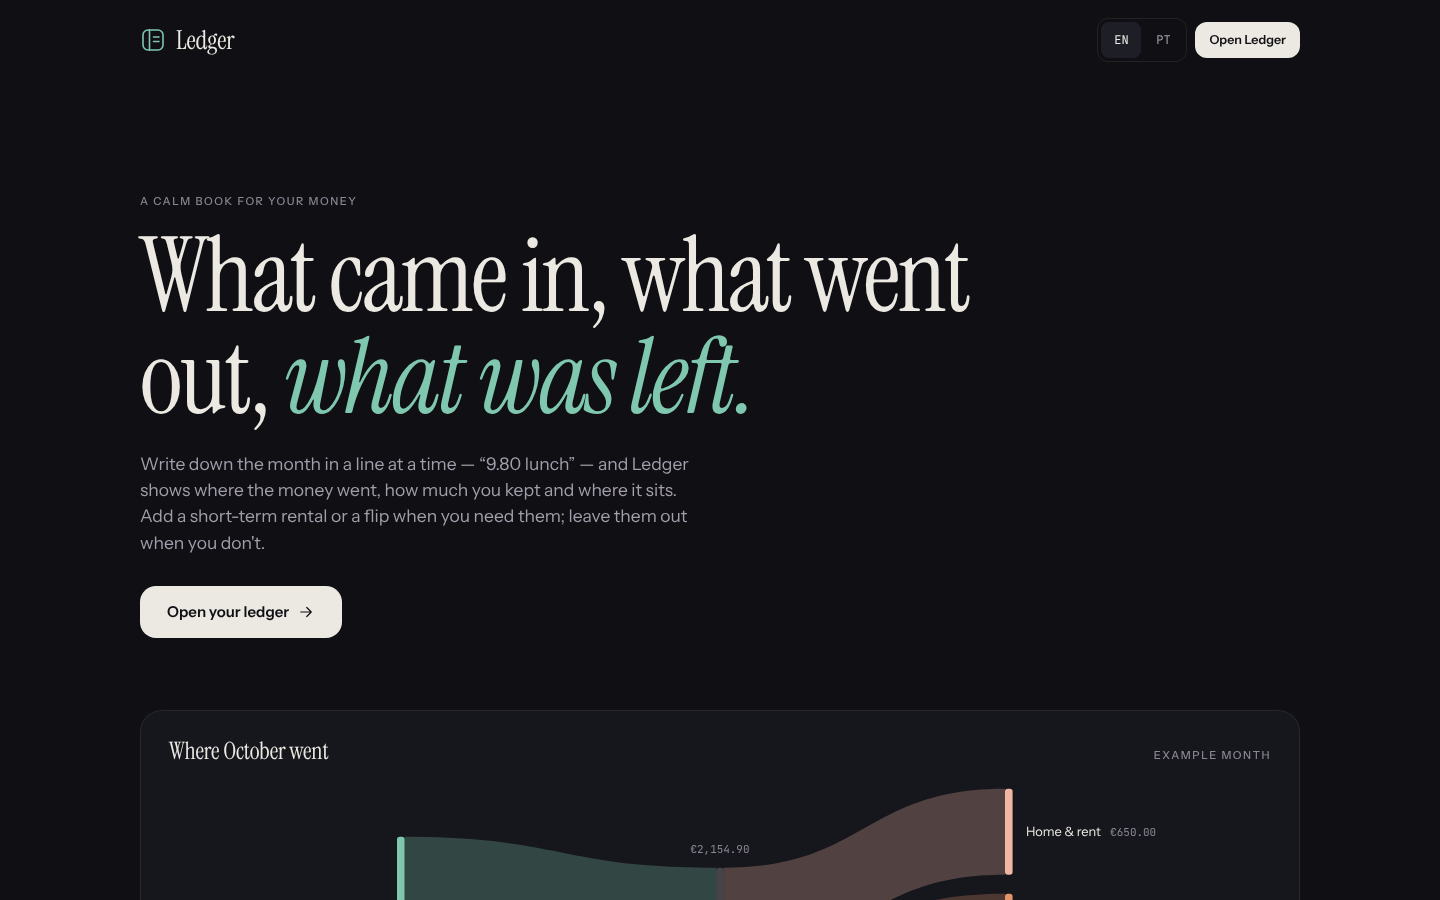 Ledger
EN PT Open Ledger
A CALM BOOK FOR YOUR MONEY
What came in, what went
out, what was left.
Write down the month in a line at a time — “9.80 lunch” — and Ledger
shows where the money went, how much you kept and where it sits.
Add a short-term rental or a flip when you need them; leave them out
when you don't.
Open your ledger →
Where October went
EXAMPLE MONTH
Home & rent €650.00
€2,154.90